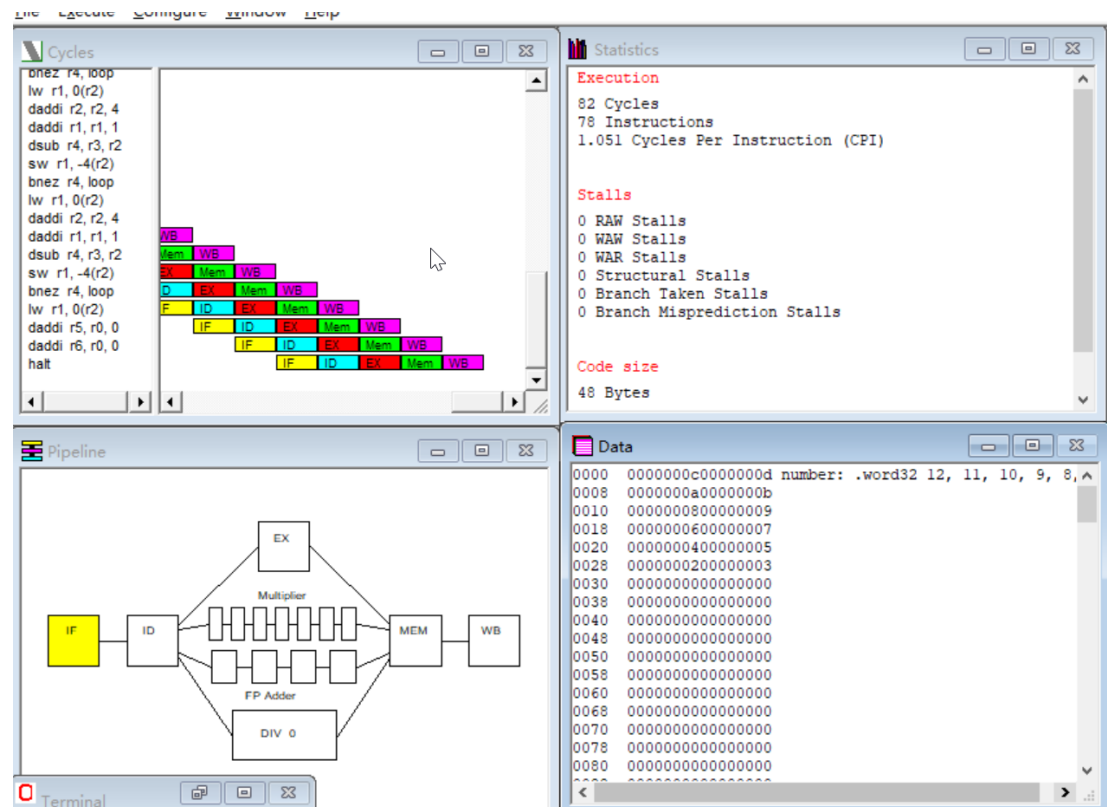 File Execute Configure Window Help
Cycles
bnez r4, loop
lw r1, 0(r2)
daddi r2, r2, 4
daddi r1, r1, 1
dsub r4, r3, r2
sw r1, -4(r2)
bnez r4, loop
lw r1, 0(r2)
daddi r2, r2, 4
daddi r1, r1, 1
dsub r4, r3, r2
sw r1, -4(r2)
bnez r4, loop
lw r1, 0(r2)
daddi r5, r0, 0
daddi r6, r0, 0
halt
WB
Mem WB
EX Mem WB
ID EX Mem WB
IF ID EX Mem WB
IF ID EX Mem WB
IF ID EX Mem WB
IF ID EX Mem WB
Statistics
Execution
82 Cycles
78 Instructions
1.051 Cycles Per Instruction (CPI)
Stalls
0 RAW Stalls
0 WAW Stalls
0 WAR Stalls
0 Structural Stalls
0 Branch Taken Stalls
0 Branch Misprediction Stalls
Code size
48 Bytes
Pipeline
EX
Multiplier
IF ID MEM WB
FP Adder
DIV 0
Data
0000 0000000c0000000d number: .word32 12, 11, 10, 9, 8,
0008 0000000a0000000b
0010 0000000800000009
0018 0000000600000007
0020 0000000400000005
0028 0000000200000003
0030 0000000000000000
0038 0000000000000000
0040 0000000000000000
0048 0000000000000000
0050 0000000000000000
0058 0000000000000000
0060 0000000000000000
0068 0000000000000000
0070 0000000000000000
0078 0000000000000000
0080 0000000000000000
Terminal